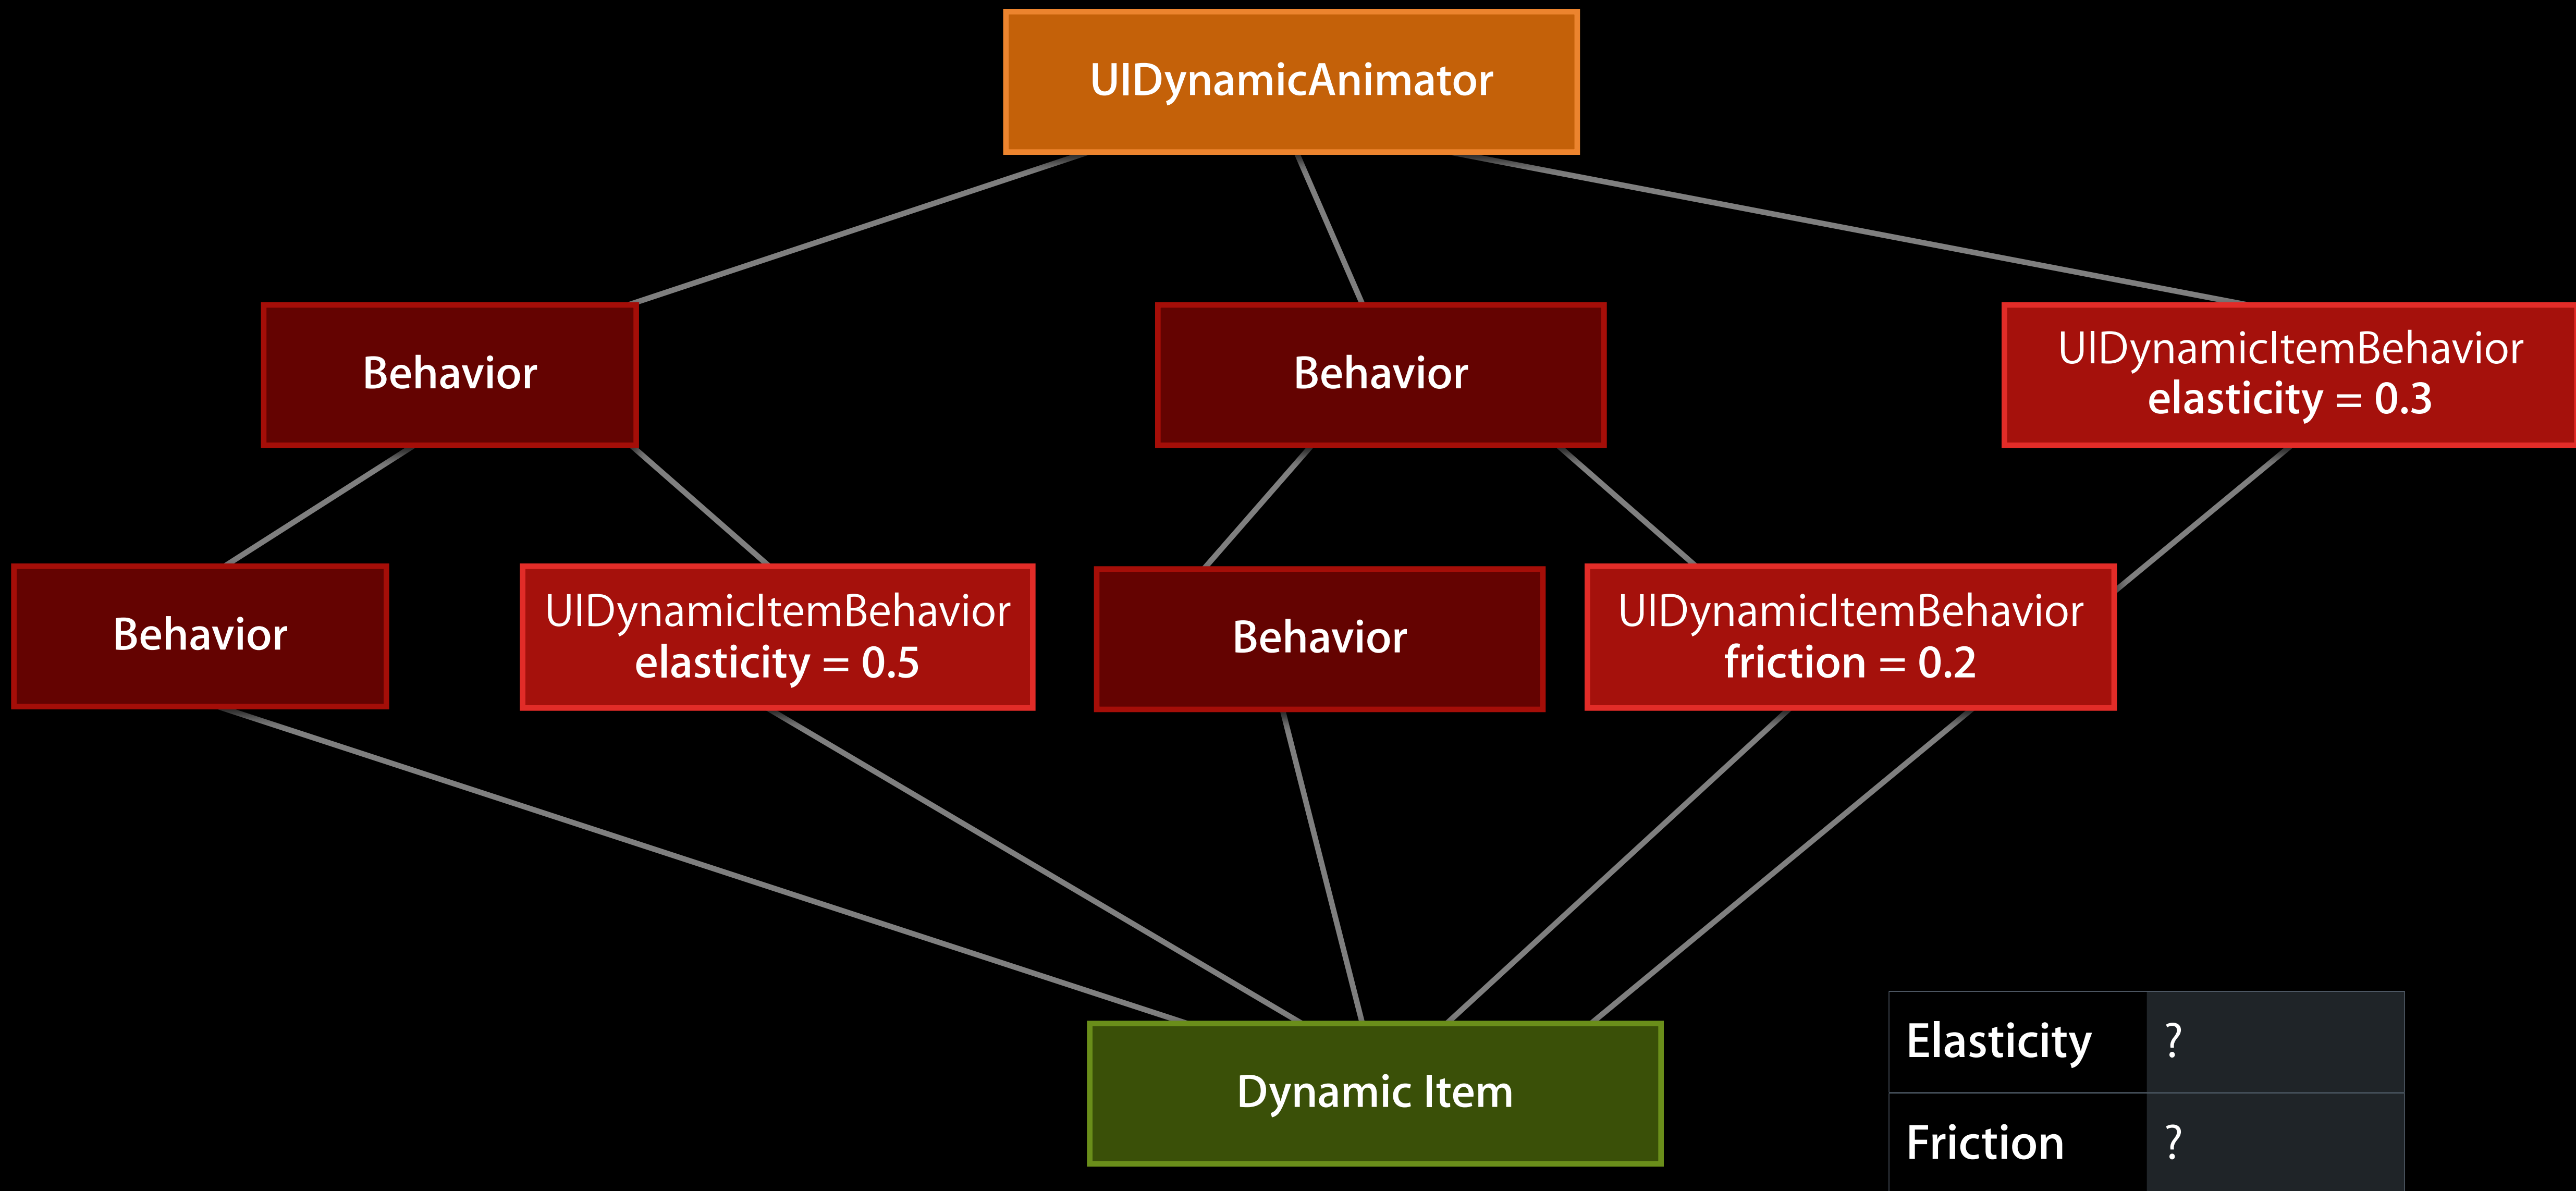 UIDynamicAnimator
Behavior
Behavior
UIDynamicItemBehavior
elasticity = 0.3
Behavior
UIDynamicItemBehavior
elasticity = 0.5
Behavior
UIDynamicItemBehavior
friction = 0.2
Dynamic Item
Elasticity ?
Friction ?